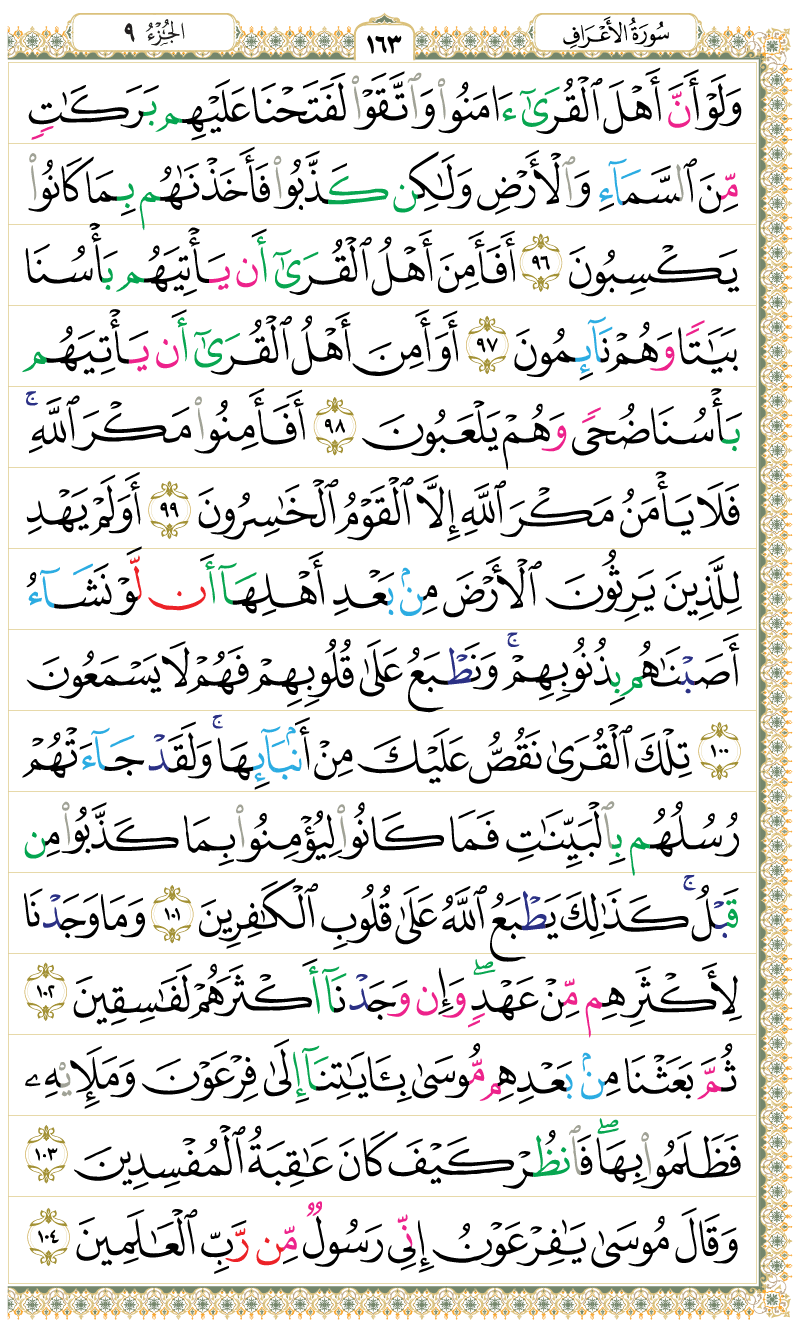 سُورَةُ الأَعْرَافِ
١٦٣
الجُزْءُ ٩
وَلَوْ أَنَّ أَهْلَ ٱلْقُرَىٰٓ ءَامَنُوا۟ وَٱتَّقَوْا۟ لَفَتَحْنَا عَلَيْهِم بَرَكَـٰتٍ
مِّنَ ٱلسَّمَآءِ وَٱلْأَرْضِ وَلَـٰكِن كَذَّبُوا۟ فَأَخَذْنَـٰهُم بِمَا كَانُوا۟
يَكْسِبُونَ ٩٦ أَفَأَمِنَ أَهْلُ ٱلْقُرَىٰٓ أَن يَأْتِيَهُم بَأْسُنَا
بَيَـٰتًا وَهُمْ نَآئِمُونَ ٩٧ أَوَأَمِنَ أَهْلُ ٱلْقُرَىٰٓ أَن يَأْتِيَهُم
بَأْسُنَا ضُحًى وَهُمْ يَلْعَبُونَ ٩٨ أَفَأَمِنُوا۟ مَكْرَ ٱللَّهِ ۚ
فَلَا يَأْمَنُ مَكْرَ ٱللَّهِ إِلَّا ٱلْقَوْمُ ٱلْخَـٰسِرُونَ ٩٩ أَوَلَمْ يَهْدِ
لِلَّذِينَ يَرِثُونَ ٱلْأَرْضَ مِنۢ بَعْدِ أَهْلِهَآ أَن لَّوْ نَشَآءُ
أَصَبْنَـٰهُم بِذُنُوبِهِمْ ۚ وَنَطْبَعُ عَلَىٰ قُلُوبِهِمْ فَهُمْ لَا يَسْمَعُونَ
١٠٠ تِلْكَ ٱلْقُرَىٰ نَقُصُّ عَلَيْكَ مِنْ أَنۢبَآئِهَا ۚ وَلَقَدْ جَآءَتْهُمْ
رُسُلُهُم بِٱلْبَيِّنَـٰتِ فَمَا كَانُوا۟ لِيُؤْمِنُوا۟ بِمَا كَذَّبُوا۟ مِن
قَبْلُ ۚ كَذَٰلِكَ يَطْبَعُ ٱللَّهُ عَلَىٰ قُلُوبِ ٱلْكَـٰفِرِينَ ١٠١ وَمَا وَجَدْنَا
لِأَكْثَرِهِم مِّنْ عَهْدٍ ۖ وَإِن وَجَدْنَآ أَكْثَرَهُمْ لَفَـٰسِقِينَ ١٠٢
ثُمَّ بَعَثْنَا مِنۢ بَعْدِهِم مُّوسَىٰ بِـَٔايَـٰتِنَآ إِلَىٰ فِرْعَوْنَ وَمَلَإِي۟هِۦ
فَظَلَمُوا۟ بِهَا ۖ فَٱنظُرْ كَيْفَ كَانَ عَـٰقِبَةُ ٱلْمُفْسِدِينَ ١٠٣
وَقَالَ مُوسَىٰ يَـٰفِرْعَوْنُ إِنِّى رَسُولٌ مِّن رَّبِّ ٱلْعَـٰلَمِينَ ١٠٤